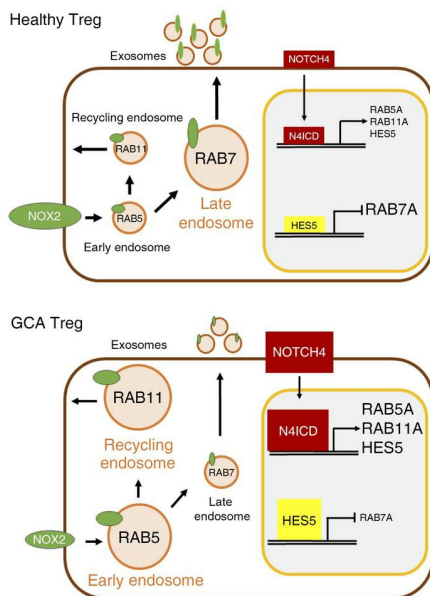 Healthy Treg
Exosomes
NOTCH4
Recycling endosome
RAB11
RAB7
Late
endosome
NOX2
RAB5
Early endosome
N4ICD
RAB5A
RAB11A
HES5
HES5
RAB7A
GCA Treg
Exosomes
NOTCH4
RAB11
Recycling
endosome
RAB7
Late
endosome
NOX2
RAB5
Early endosome
N4ICD
RAB5A
RAB11A
HES5
HES5
RAB7A